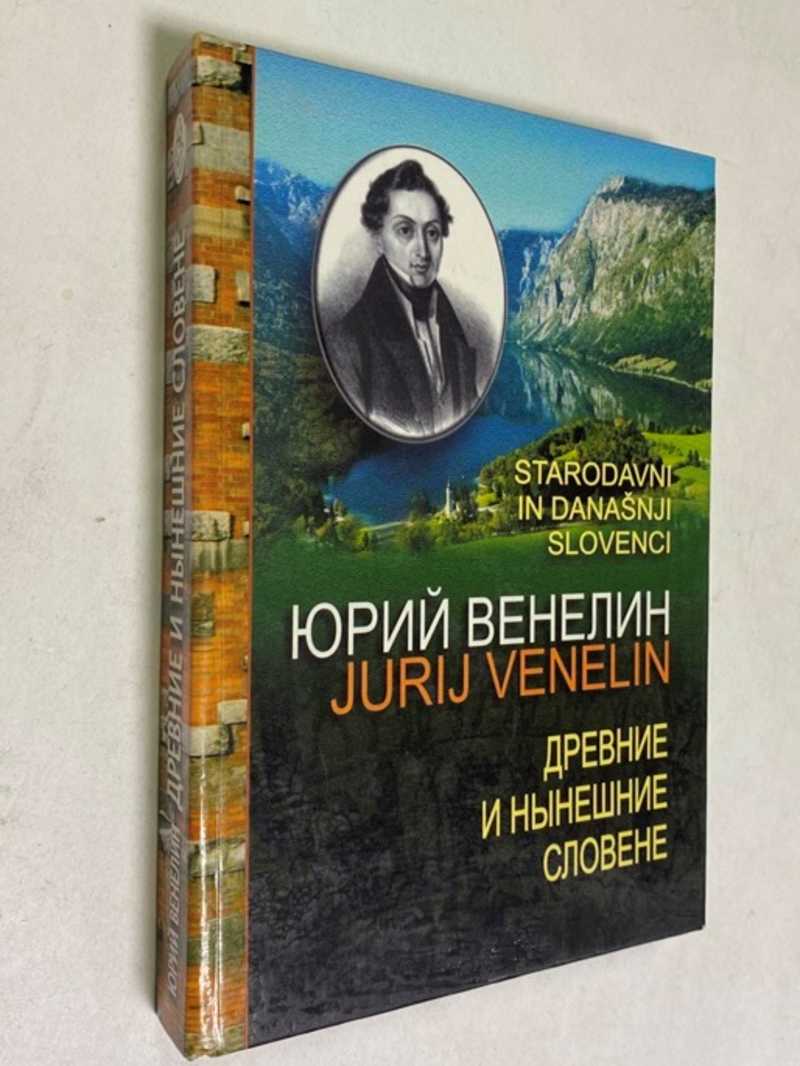 STARODAVNI
IN DANAŠNJI
SLOVENCI
ЮРИЙ ВЕНЕЛИН
JURIJ VENELIN
ДРЕВНИЕ
И НЫНЕШНИЕ
СЛОВЕНЕ
ЮРИЙ ВЕНЕЛИН ДРЕВНИЕ И НЫНЕШНИЕ СЛОВЕНЕ